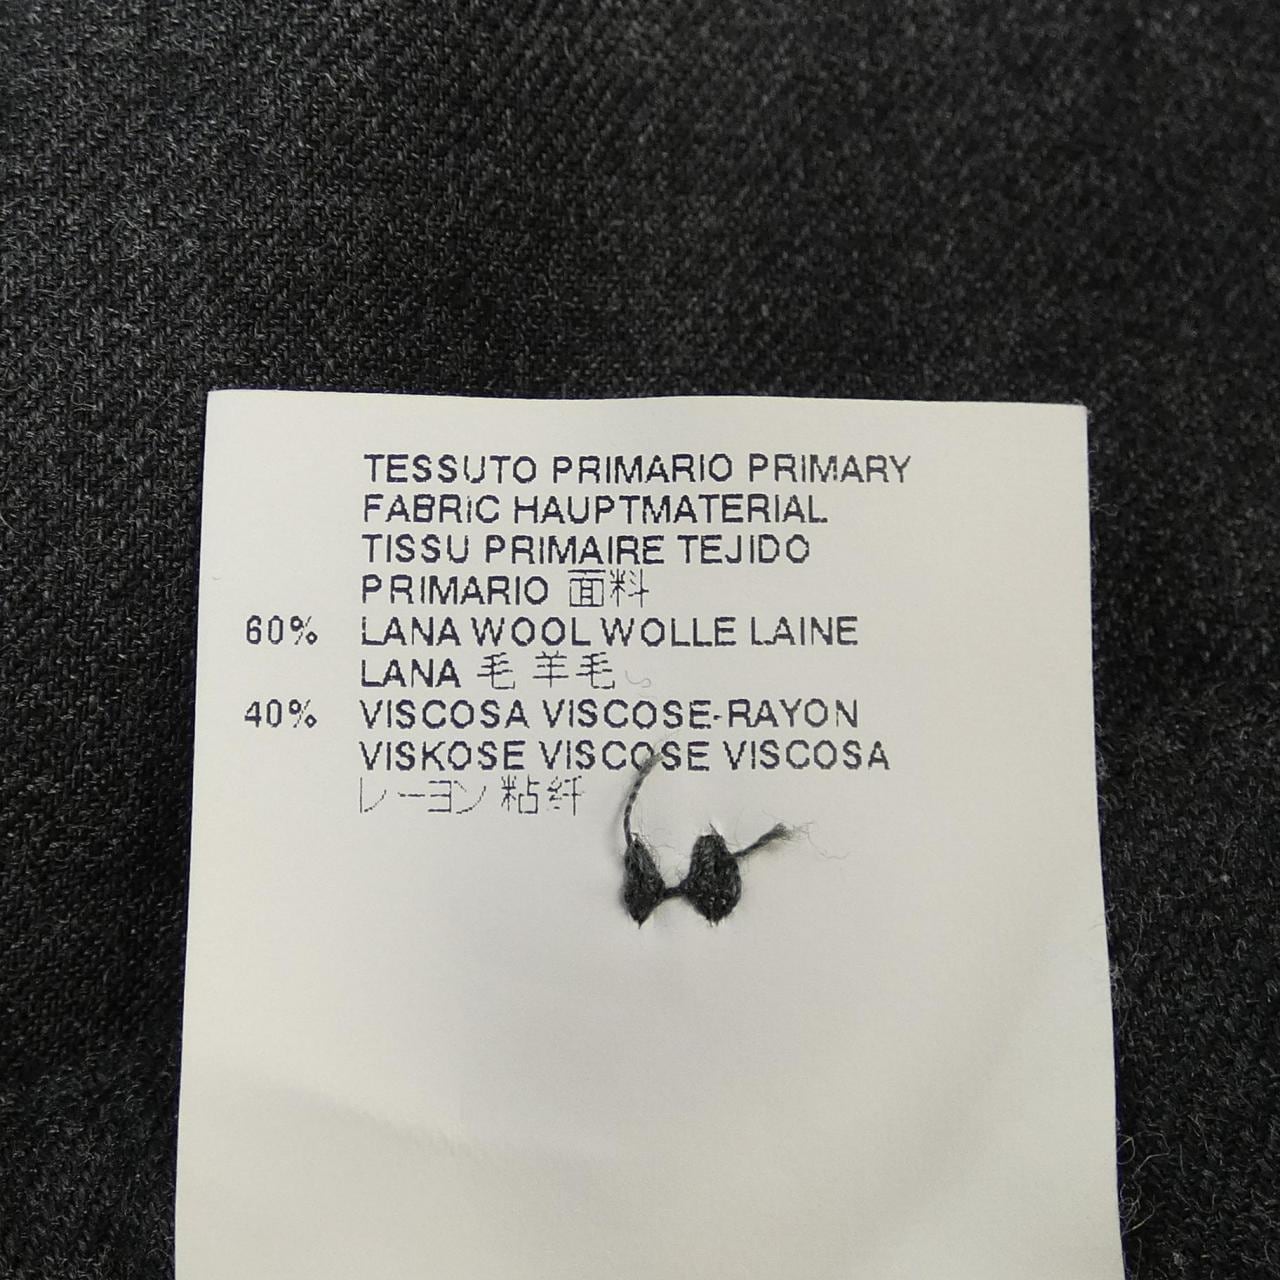 TESSUTO PRIMARIO PRIMARY
FABRIC HAUPTMATERIAL
TISSU PRIMAIRE TEJIDO
PRIMARIO 面料
60% LANA WOOL WOLLE LAINE
LANA 毛 羊毛
40% VISCOSA VISCOSE-RAYON
VISKOSE VISCOSE VISCOSA
レーヨン 粘纤